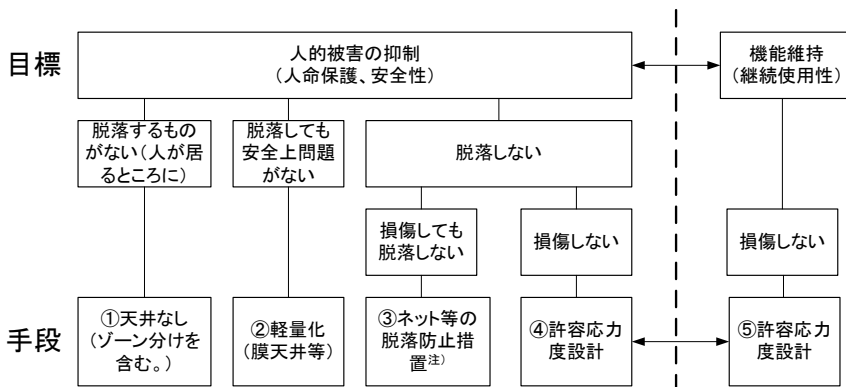 目標
人的被害の抑制
(人命保護、安全性)
機能維持
(継続使用性)
脱落するもの
がない(人が居
るところに)
脱落しても
安全上問題
がない
脱落しない
損傷しても
脱落しない
損傷しない
損傷しない
手段
①天井なし
(ゾーン分けを
含む。)
②軽量化
(膜天井等)
③ネット等の
脱落防止措
置注)
④許容応力
度設計
⑤許容応力
度設計